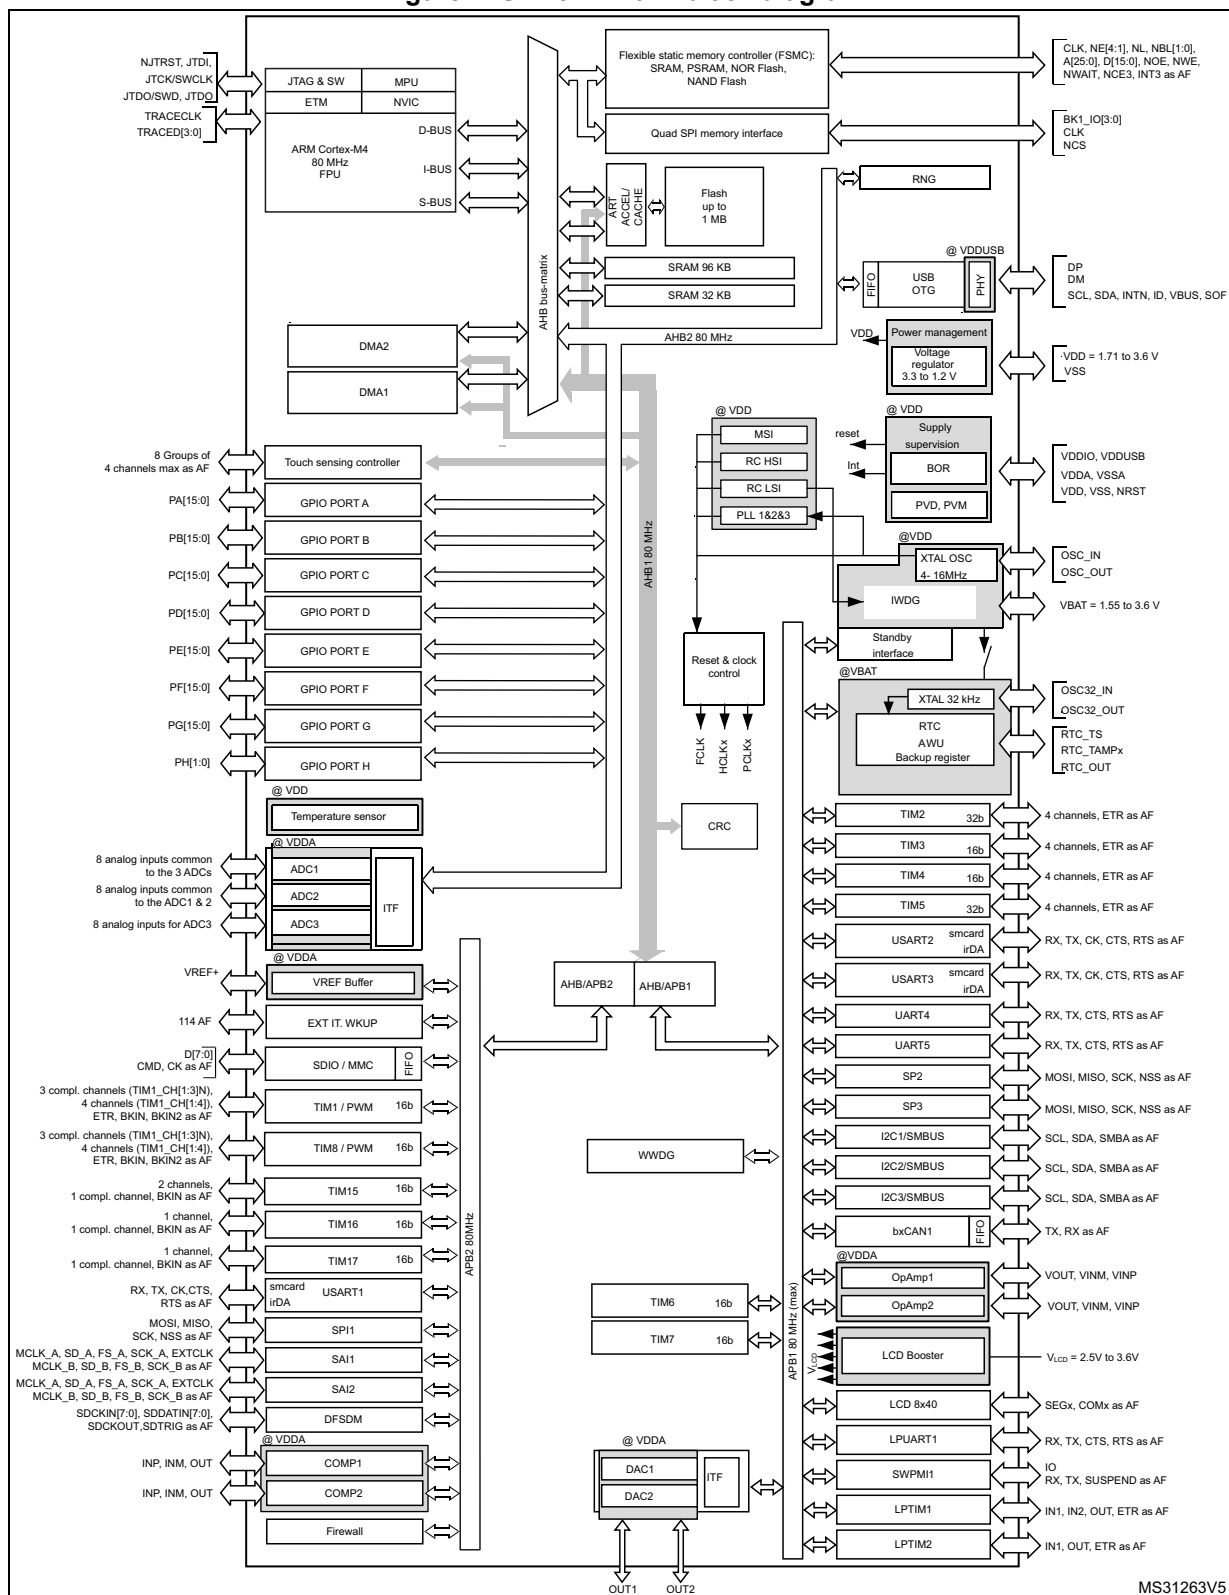 NJTRST, JTDI,
JTCK/SWCLK
JTDO/SWD, JTDO
TRACECLK
TRACED[3:0]
JTAG & SW
MPU
ETM
NVIC
ARM Cortex-M4
80 MHz
FPU
D-BUS
I-BUS
S-BUS
AHB bus-matrix
Flexible static memory controller (FSMC):
SRAM, PSRAM, NOR Flash,
NAND Flash
CLK, NE[4:1], NL, NBL[1:0],
A[25:0], D[15:0], NOE, NWE,
NWAIT, NCE3, INT3 as AF
Quad SPI memory interface
BK1_IO[3:0]
CLK
NCS
ART
ACCEL/
CACHE
Flash
up to
1 MB
RNG
SRAM 96 KB
SRAM 32 KB
@ VDDUSB
FIFO
USB
OTG
PHY
DP
DM
SCL, SDA, INTN, ID, VBUS, SOF
AHB2 80 MHz
DMA2
DMA1
VDD
Power management
Voltage
regulator
3.3 to 1.2 V
VDD = 1.71 to 3.6 V
VSS
@ VDD
MSI
RC HSI
RC LSI
PLL 1&2&3
@ VDD
reset
Int
Supply
supervision
BOR
PVD, PVM
VDDIO, VDDUSB
VDDA, VSSA
VDD, VSS, NRST
8 Groups of
4 channels max as AF
Touch sensing controller
PA[15:0]
GPIO PORT A
PB[15:0]
GPIO PORT B
PC[15:0]
GPIO PORT C
PD[15:0]
GPIO PORT D
PE[15:0]
GPIO PORT E
PF[15:0]
GPIO PORT F
PG[15:0]
GPIO PORT G
PH[1:0]
GPIO PORT H
AHB1 80 MHz
@VDD
XTAL OSC
4- 16MHz
IWDG
OSC_IN
OSC_OUT
VBAT = 1.55 to 3.6 V
Standby
interface
Reset & clock
control
FCLK
HCLKx
PCLKx
@VBAT
XTAL 32 kHz
RTC
AWU
Backup register
OSC32_IN
OSC32_OUT
RTC_TS
RTC_TAMPx
RTC_OUT
@ VDD
Temperature sensor
@ VDDA
8 analog inputs common
to the 3 ADCs
8 analog inputs common
to the ADC1 & 2
8 analog inputs for ADC3
ADC1
ADC2
ADC3
ITF
CRC
@ VDDA
VREF+
VREF Buffer
114 AF
EXT IT. WKUP
D[7:0]
CMD, CK as AF
SDIO / MMC
FIFO
3 compl. channels (TIM1_CH[1:3]N),
4 channels (TIM1_CH[1:4]),
ETR, BKIN, BKIN2 as AF
TIM1 / PWM
16b
3 compl. channels (TIM1_CH[1:3]N),
4 channels (TIM1_CH[1:4]),
ETR, BKIN, BKIN2 as AF
TIM8 / PWM
16b
2 channels,
1 compl. channel, BKIN as AF
TIM15
16b
1 channel,
1 compl. channel, BKIN as AF
TIM16
16b
1 channel,
1 compl. channel, BKIN as AF
TIM17
16b
RX, TX, CK,CTS,
RTS as AF
smcard
irDA
USART1
MOSI, MISO,
SCK, NSS as AF
SPI1
MCLK_A, SD_A, FS_A, SCK_A, EXTCLK
MCLK_B, SD_B, FS_B, SCK_B as AF
SAI1
MCLK_A, SD_A, FS_A, SCK_A, EXTCLK
MCLK_B, SD_B, FS_B, SCK_B as AF
SAI2
SDCKIN[7:0], SDDATIN[7:0],
SDCKOUT,SDTRIG as AF
DFSDM
@ VDDA
INP, INM, OUT
COMP1
INP, INM, OUT
COMP2
Firewall
APB2 80MHz
AHB/APB2
AHB/APB1
WWDG
TIM6
16b
TIM7
16b
@ VDDA
DAC1
DAC2
ITF
OUT1
OUT2
APB1 80 MHz (max)
TIM2
32b
4 channels, ETR as AF
TIM3
16b
4 channels, ETR as AF
TIM4
16b
4 channels, ETR as AF
TIM5
32b
4 channels, ETR as AF
USART2
smcard
irDA
RX, TX, CK, CTS, RTS as AF
USART3
smcard
irDA
RX, TX, CK, CTS, RTS as AF
UART4
RX, TX, CTS, RTS as AF
UART5
RX, TX, CTS, RTS as AF
SP2
MOSI, MISO, SCK, NSS as AF
SP3
MOSI, MISO, SCK, NSS as AF
I2C1/SMBUS
SCL, SDA, SMBA as AF
I2C2/SMBUS
SCL, SDA, SMBA as AF
I2C3/SMBUS
SCL, SDA, SMBA as AF
bxCAN1
FIFO
TX, RX as AF
@VDDA
OpAmp1
VOUT, VINM, VINP
OpAmp2
VOUT, VINM, VINP
VLCD
LCD Booster
VLCD = 2.5V to 3.6V
LCD 8x40
SEGx, COMx as AF
LPUART1
RX, TX, CTS, RTS as AF
SWPMI1
IO
RX, TX, SUSPEND as AF
LPTIM1
IN1, IN2, OUT, ETR as AF
LPTIM2
IN1, OUT, ETR as AF
MS31263V5